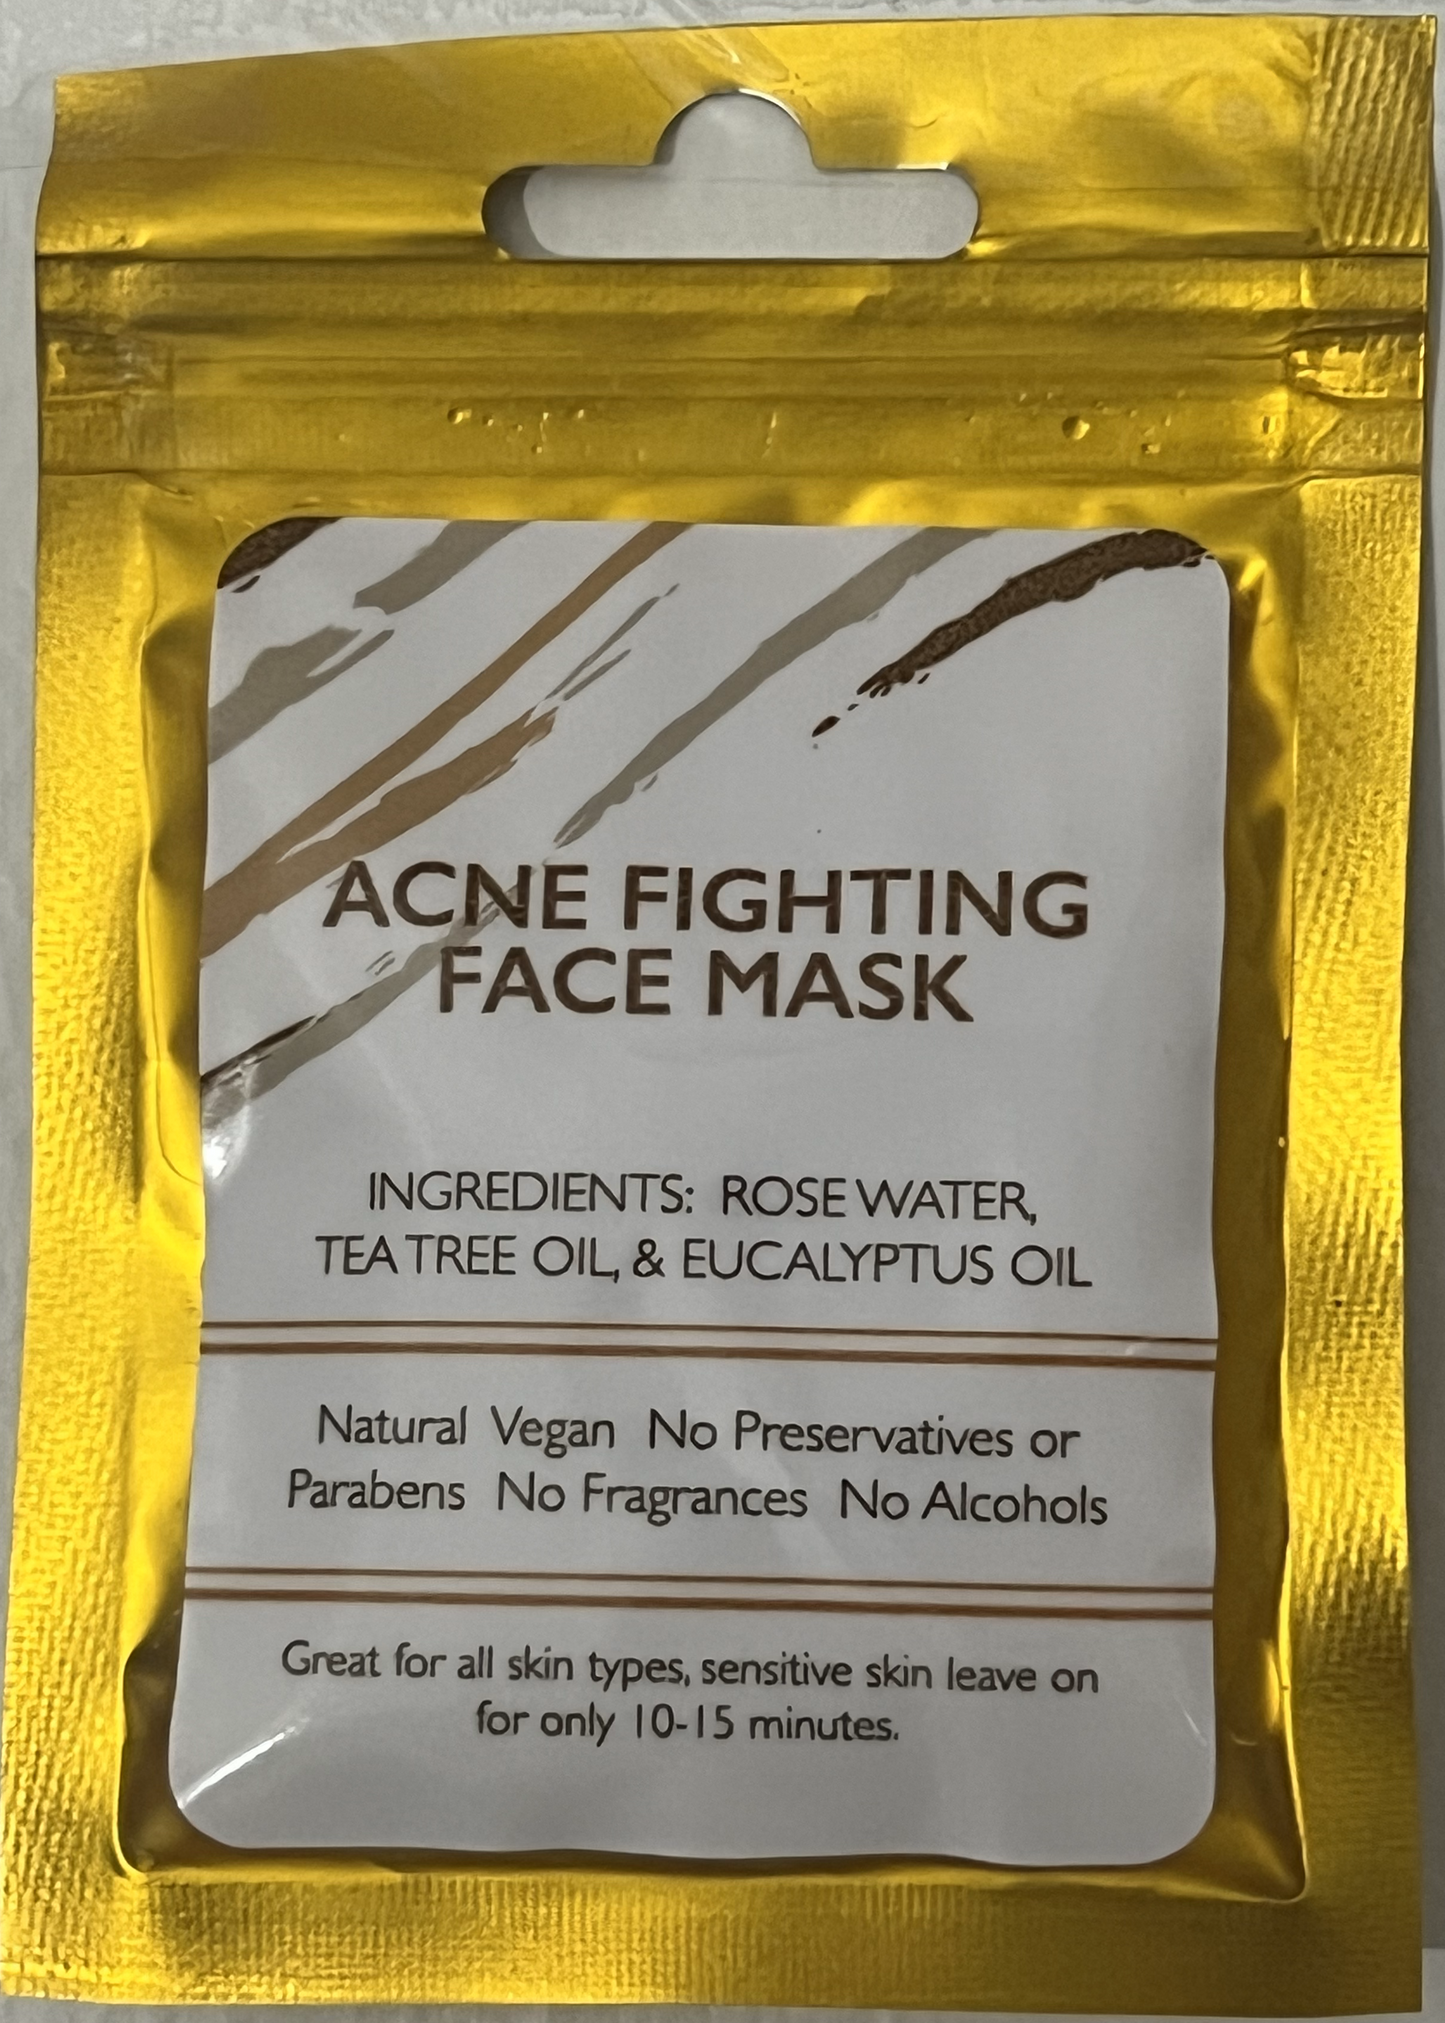 ACNE FIGHTING
FACE MASK
INGREDIENTS: ROSE WATER,
TEA TREE OIL, & EUCALYPTUS OIL
Natural Vegan No Preservatives or
Parabens No Fragrances No Alcohols
Great for all skin types, sensitive skin leave on
for only 10-15 minutes.